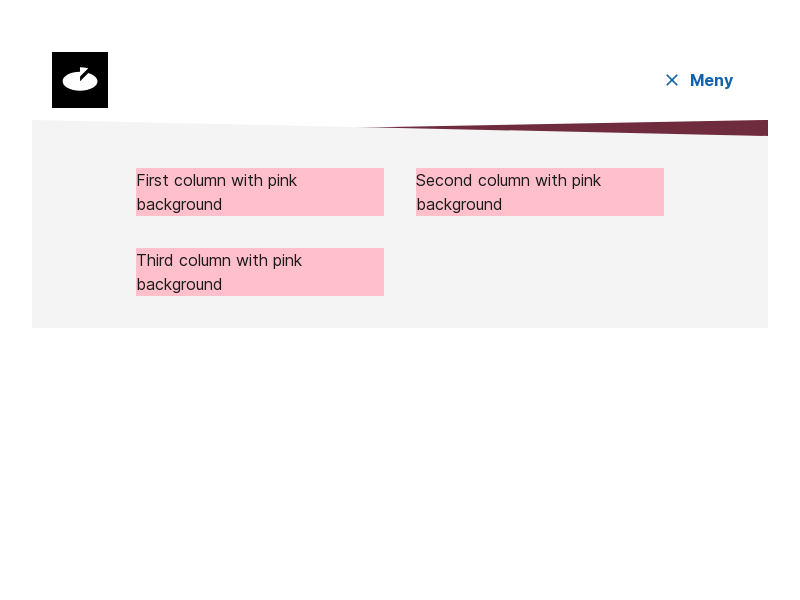 Meny
First column with pink
background
Second column with pink
background
Third column with pink
background